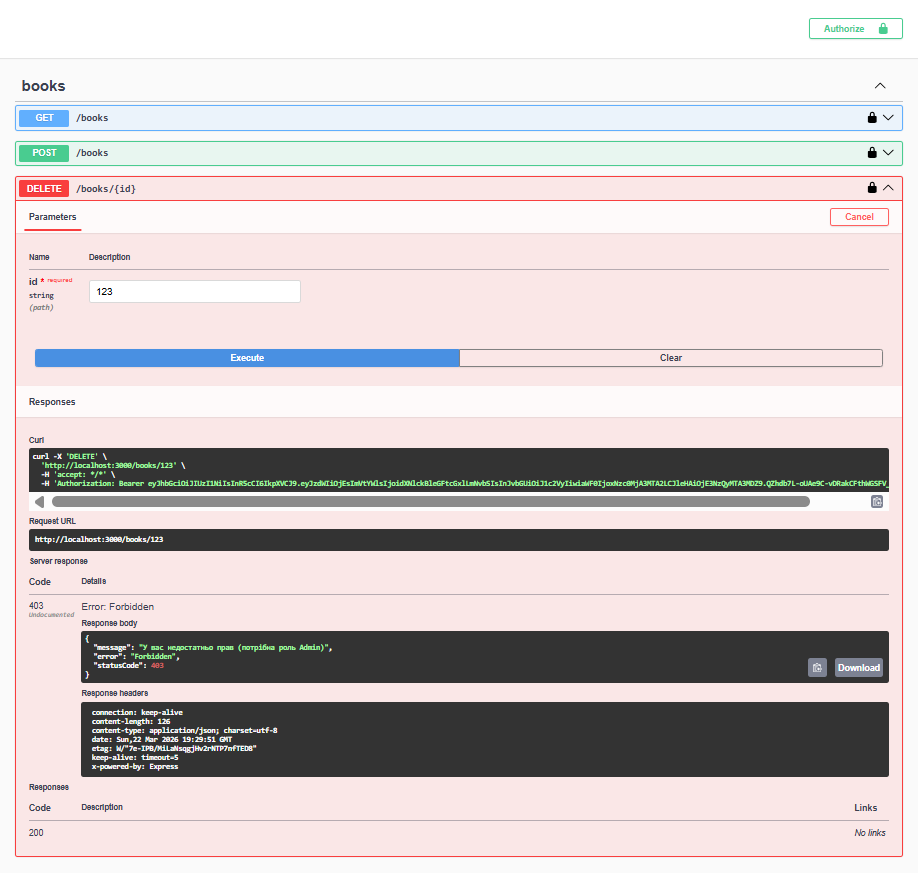 Authorize
books
GET /books
POST /books
DELETE /books/{id}
Parameters
Cancel
Name Description
id * required
string
(path)
123
Execute Clear
Responses
Curl
curl -X 'DELETE' \
'http://localhost:3000/books/123' \
-H 'accept: */*' \
-H 'Authorization: Bearer
Request URL
http://localhost:3000/books/123
Server response
Code Details
403 Error: Forbidden
Undocumented
Response body
{
"message": "У вас недостатньо прав (потрібна роль Admin)",
"error": "Forbidden",
"statusCode": 403
}
Download
Response headers
connection: keep-alive
content-length: 126
content-type: application/json; charset=utf-8
date: Sun,22 Mar 2026 19:29:51 GMT
etag:
keep-alive: timeout=5
x-powered-by: Express
Responses
Code Description Links
200 No links